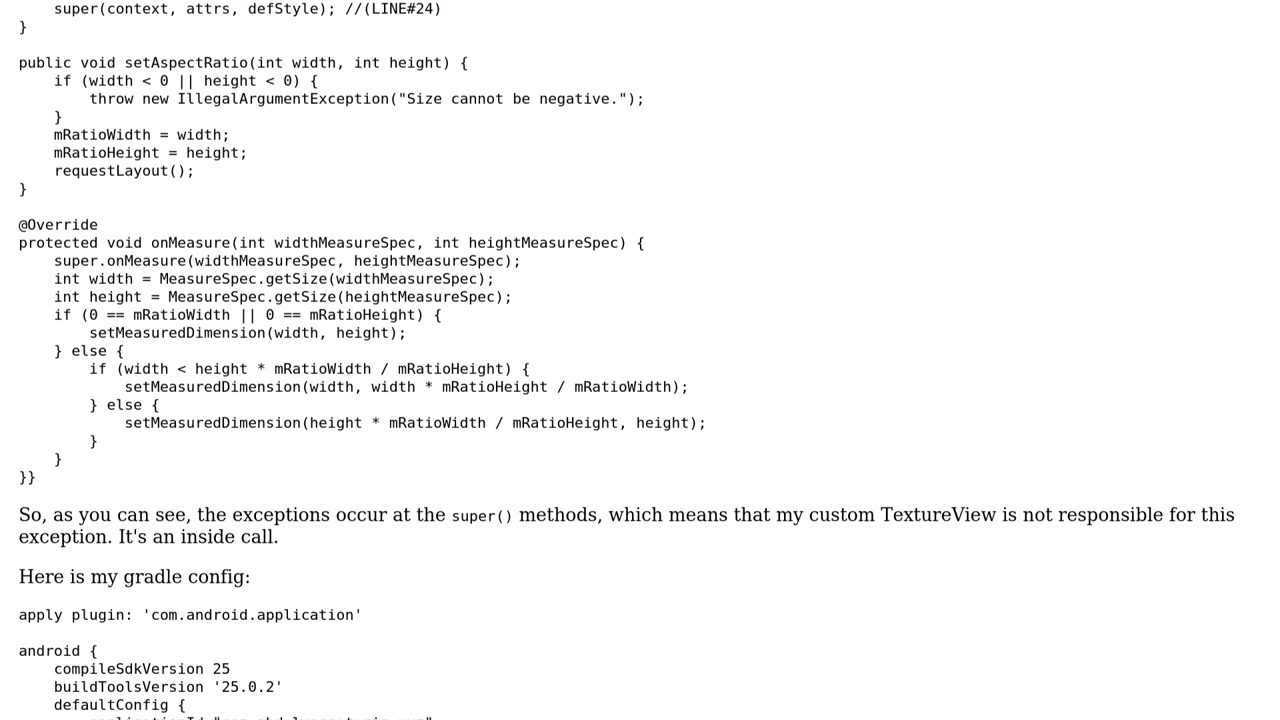 super(context, attrs, defStyle); //(LINE#24)
}
public void setAspectRatio(int width, int height) {
if (width < 0 || height < 0) {
throw new IllegalArgumentException("Size cannot be negative.");
}
mRatioWidth = width;
mRatioHeight = height;
requestLayout();
}
@Override
protected void onMeasure(int widthMeasureSpec, int heightMeasureSpec) {
super.onMeasure(widthMeasureSpec, heightMeasureSpec);
int width = MeasureSpec.getSize(widthMeasureSpec);
int height = MeasureSpec.getSize(heightMeasureSpec);
if (0 == mRatioWidth || 0 == mRatioHeight) {
setMeasuredDimension(width, height);
} else {
if (width < height * mRatioWidth / mRatioHeight) {
setMeasuredDimension(width, width * mRatioHeight / mRatioWidth);
} else {
setMeasuredDimension(height * mRatioWidth / mRatioHeight, height);
}
}
}}
So, as you can see, the exceptions occur at the super() methods, which means that my custom TextureView is not responsible for this
exception. It's an inside call.
Here is my gradle config:
apply plugin: 'com.android.application'
android {
compileSdkVersion 25
buildToolsVersion '25.0.2'
defaultConfig {